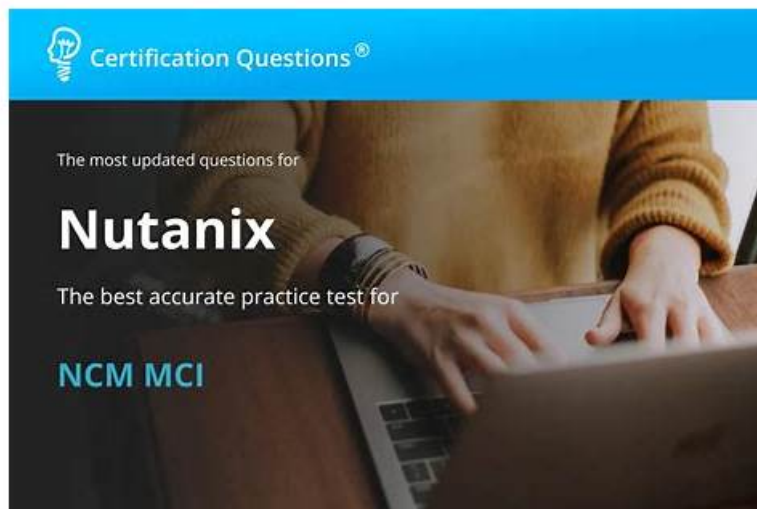 Certification Questions®
The most updated questions for
Nutanix
The best accurate practice test for
NCM MCI